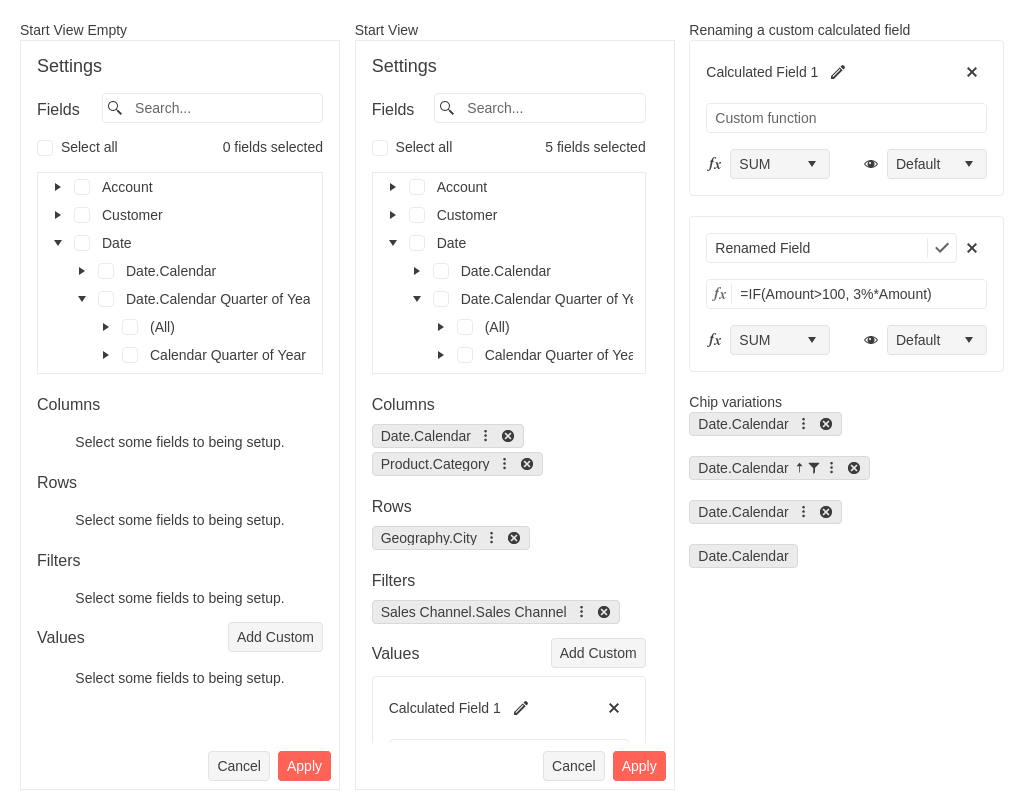 Start View Empty
Settings
Fields
Search...
Select all
0 fields selected
Account
Customer
Date
Date.Calendar
Date.Calendar Quarter of Yea
(All)
Calendar Quarter of Year
Columns
Select some fields to being setup.
Rows
Select some fields to being setup.
Filters
Select some fields to being setup.
Values
Add Custom
Select some fields to being setup.
Cancel
Apply
Start View
Settings
Fields
Search...
Select all
5 fields selected
Account
Customer
Date
Date.Calendar
Date.Calendar Quarter of Ye
(All)
Calendar Quarter of Yea
Columns
Date.Calendar
Product.Category
Rows
Geography.City
Filters
Sales Channel.Sales Channel
Values
Add Custom
Calculated Field 1
Cancel
Apply
Renaming a custom calculated field
Calculated Field 1
Custom function
fx SUM
Default
Renamed Field
fx =IF(Amount>100, 3%*Amount)
fx SUM
Default
Chip variations
Date.Calendar
Date.Calendar
Date.Calendar
Date.Calendar